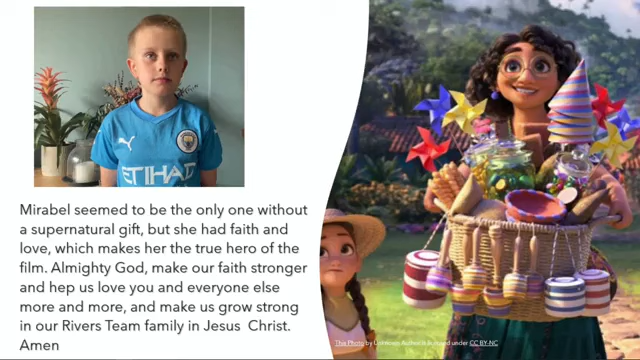 ETIHAD
Mirabel seemed to be the only one without
a supernatural gift, but she had faith and
love, which makes her the true hero of the
film. Almighty God, make our faith stronger
and hep us love you and everyone else
more and more, and make us grow strong
in our Rivers Team family in Jesus  Christ.
Amen
This Photo by Unknown Author is licensed under CC BY-NC